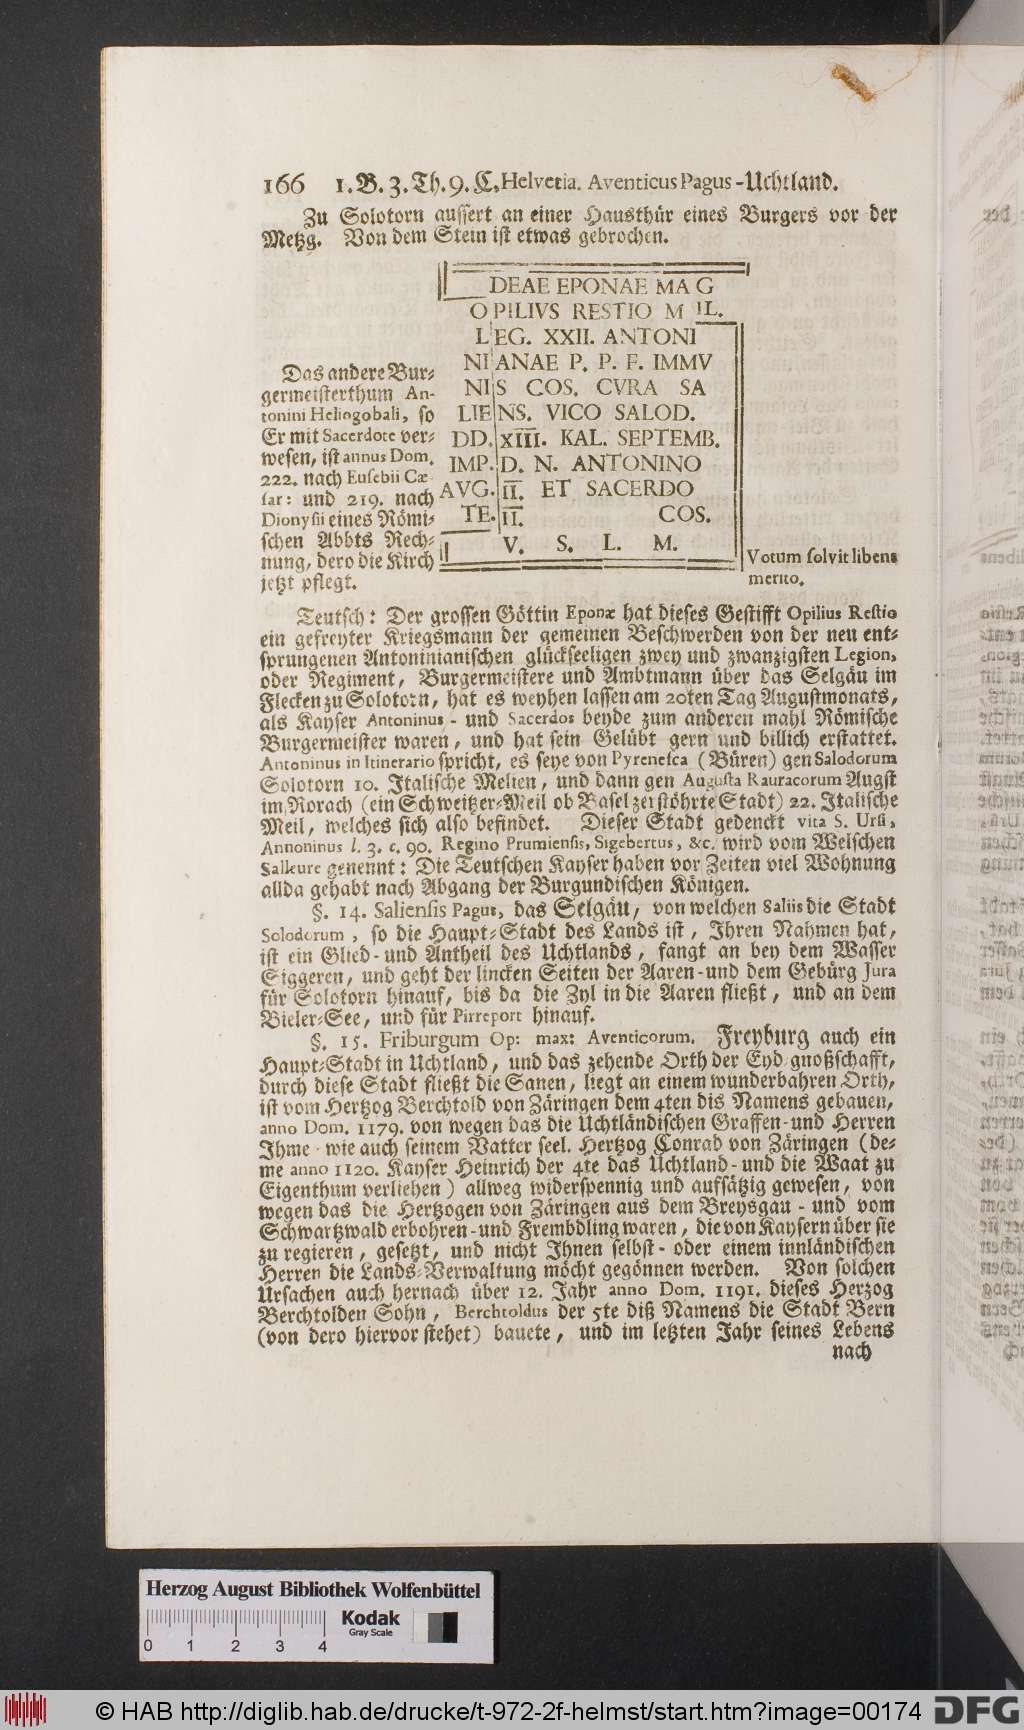 166 1. B. 3. Th. 9. C. Helvetia. Aventicus Pagus-Uchtland.
Zu Solotorn aussert an einer Hausthür eines Burgers vor der
Metzg. Von dem Stein ist etwas gebrochen.
DEAE EPONAE MA G
O PILIVS RESTIO M IL.
L EG. XXII. ANTONI
NI ANAE P. P. F. IMMV
NI S COS. CVRA SA
LIE NS. VICO SALOD.
DD. XIII. KAL. SEPTEMB.
IMP. D. N. ANTONINO
AVG. II. ET SACERDO
TE. II. COS.
V. S. L. M.
Das andere Bur-
germeisterthum An-
tonini Heliogobali, so
Er mit Sacerdote ver-
wesen, ist annus Dom.
222. nach Eusebii Cæ-
sar: und 219. nach
Dionysii eines Römi-
schen Abbts Rech-
nung, dero die Kirch
jetzt pflegt.
Votum solvit libens
merito.
Teutsch: Der grossen Göttin Eponæ hat dieses Gestifft Opilius Restio
ein gefreyter Kriegsmann der gemeinen Beschwerden von der neu ent-
sprungenen Antoninianischen glückseeligen zwey und zwanzigsten Legion,
oder Regiment, Burgermeistere und Ambtmann über das Selgäu im
Flecken zu Solotorn, hat es weyhen lassen am 20ten Tag Augustmonats,
als Kayser Antoninus - und Sacerdos beyde zum anderen mahl Römische
Burgermeister waren, und hat sein Gelübt gern und billich erstattet.
Antoninus in Itinerario spricht, es seye von Pyrenesca (Büren) gen Salodorum
Solotorn 10. Italische Meilen, und dann gen Augusta Rauracorum Augst
im Rorach (ein Schweitzer-Meil ob Basel zerstöhrte Stadt) 22. Italische
Meil, welches sich also befindet. Dieser Stadt gedenckt vita S. Ursi,
Annoninus l. 3. c. 90. Regino Prumiensis, Sigebertus, &c. wird vom Welschen
Salleure genennt: Die Teutschen Kayser haben vor Zeiten viel Wohnung
allda gehabt nach Abgang der Burgundischen Königen.
§. 14. Saliensis Pagus, das Selgäu, von welchen Saliis die Stadt
Solodorum, so die Haupt-Stadt des Lands ist, Ihren Nahmen hat,
ist ein Glied- und Antheil des Uchtlands, fangt an bey dem Wasser
Siggeren, und geht der lincken Seiten der Aaren-und dem Gebürg Jura
für Solotorn hinauf, bis da die Zyl in die Aaren fließt, und an dem
Bieler-See, und für Pirreport hinauf.
§. 15. Friburgum Op: max: Aventicorum. Freyburg auch ein
Haupt-Stadt in Uchtland, und das zehende Orth der Eydgnoßschafft,
durch diese Stadt fließt die Sanen, liegt an einem wunderbahren Orth,
ist vom Hertzog Berchtold von Zäringen dem 4ten dis Namens gebauen,
anno Dom. 1179. von wegen das die Uchtländischen Graffen-und Herren
Ihme - wie auch seinem Vatter seel. Hertzog Conrad von Zäringen (de-
me anno 1120. Kayser Heinrich der 4te das Uchtland-und die Waat zu
Eigenthum verliehen) allweg widerspennig und aufsätzig gewesen, von
wegen das die Hertzogen von Zäringen aus dem Breysgau - und vom
Schwartzwald erbohren-und Frembdling waren, die von Kaysern über sie
zu regieren, gesetzt, und nicht Ihnen selbst - oder einem innländischen
Herren die Lands-Verwaltung möcht gegönnen werden. Von solchen
Ursachen auch hernach über 12. Jahr anno Dom. 1191. dieses Herzog
Berchtolden Sohn, Berchtoldus der 5te diß Namens die Stadt Bern
(von dero hiervor stehet) bauete, und im letzten Jahr seines Lebens
nach
Herzog August Bibliothek Wolfenbüttel
0 1 2 3 4
Kodak
Gray Scale
© HAB http://diglib.hab.de/drucke/t-972-2f-helmst/start.htm?image=00174
DFG